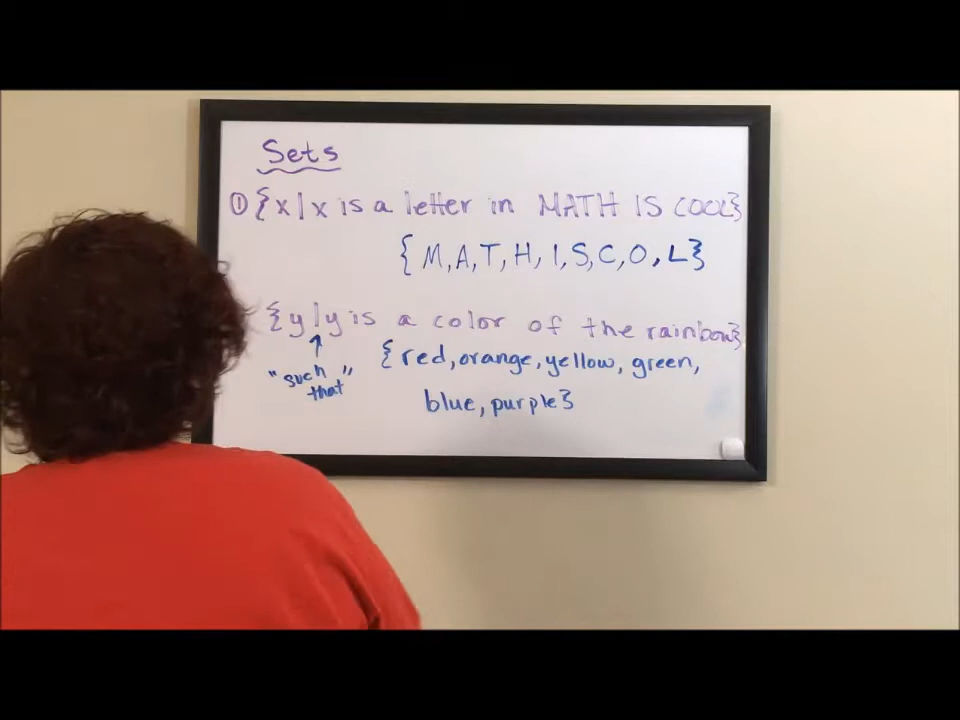 Sets
① {x|x is a letter in MATH IS COOL}
{M,A,T,H,I,S,C,O,L}
{y|y is a color of the rainbow}
↑ {red,orange,yellow,green,
"such that" blue,purple}